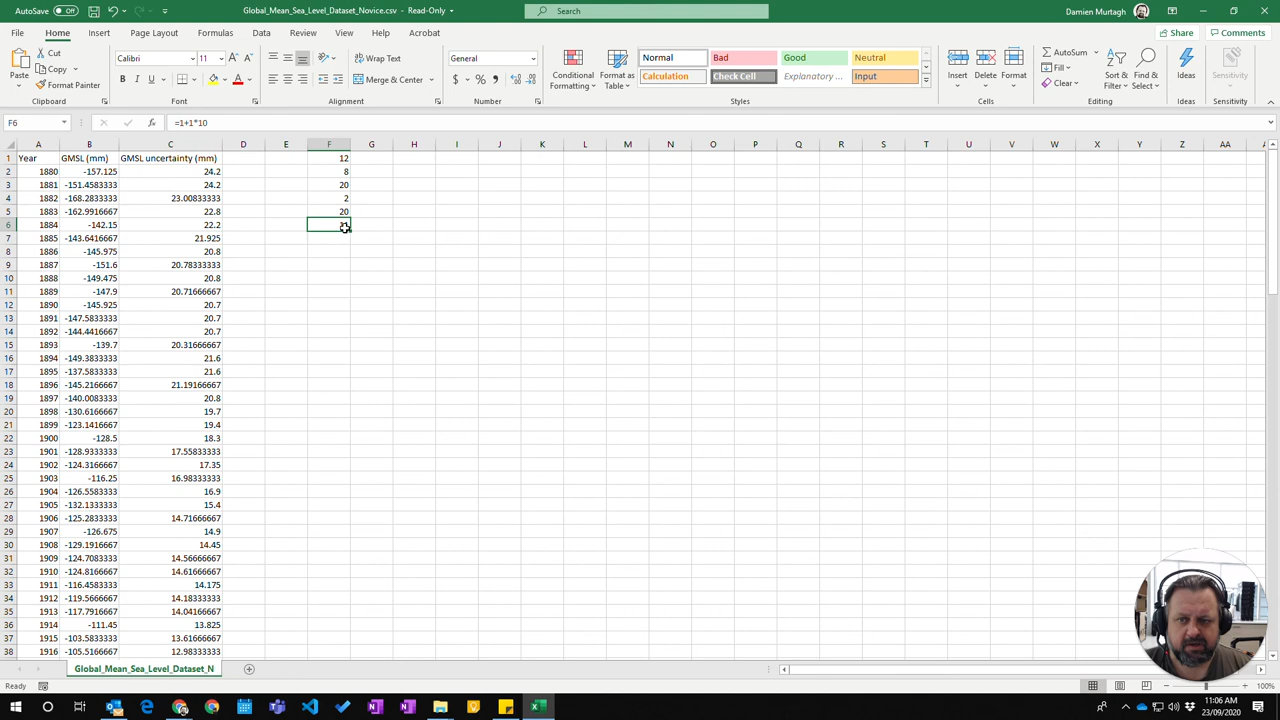 AutoSave Off Global_Mean_Sea_Level_Dataset_Novice.csv - Read-Only Search Damien Murtagh
File Home Insert Page Layout Formulas Data Review View Help Acrobat Share Comments
Paste Cut Copy Format Painter Clipboard
Calibri 11 B I U Font
Wrap Text Merge & Center Alignment
General $ % Number
Conditional Formatting Format as Table Normal Bad Good Neutral Calculation Check Cell Explanatory ... Input Styles
Insert Delete Format Cells
AutoSum Fill Clear Sort & Filter Find & Select Editing
Ideas Ideas Sensitivity Sensitivity
F6 fx =1+1*10
A B C D E F G H I J K L M N O P Q R S T U V W X Y Z AA
1 Year GMSL (mm) GMSL uncertainty (mm) 12
2 1880 -157.125 24.2 8
3 1881 -151.4583333 24.2 20
4 1882 -168.2833333 23.00833333 2
5 1883 -162.9916667 22.8 20
6 1884 -142.15 22.2
7 1885 -143.6416667 21.925
8 1886 -145.975 20.8
9 1887 -151.6 20.78333333
10 1888 -149.475 20.8
11 1889 -147.9 20.71666667
12 1890 -145.925 20.7
13 1891 -147.5833333 20.7
14 1892 -144.4416667 20.7
15 1893 -139.7 20.31666667
16 1894 -149.3833333 21.6
17 1895 -137.5833333 21.6
18 1896 -145.2166667 21.19166667
19 1897 -140.0083333 20.8
20 1898 -130.6166667 19.7
21 1899 -123.1416667 19.4
22 1900 -128.5 18.3
23 1901 -128.9333333 17.55833333
24 1902 -124.3166667 17.35
25 1903 -116.25 16.98333333
26 1904 -126.5583333 16.9
27 1905 -132.1333333 15.4
28 1906 -125.2833333 14.71666667
29 1907 -126.675 14.9
30 1908 -129.1916667 14.45
31 1909 -124.7083333 14.56666667
32 1910 -124.8166667 14.61666667
33 1911 -116.4583333 14.175
34 1912 -119.5666667 14.18333333
35 1913 -117.7916667 14.04166667
36 1914 -111.45 13.825
37 1915 -103.5833333 13.61666667
38 1916 -105.5166667 12.98333333
Global_Mean_Sea_Level_Dataset_N
Ready 100%
11:06 AM
23/09/2020